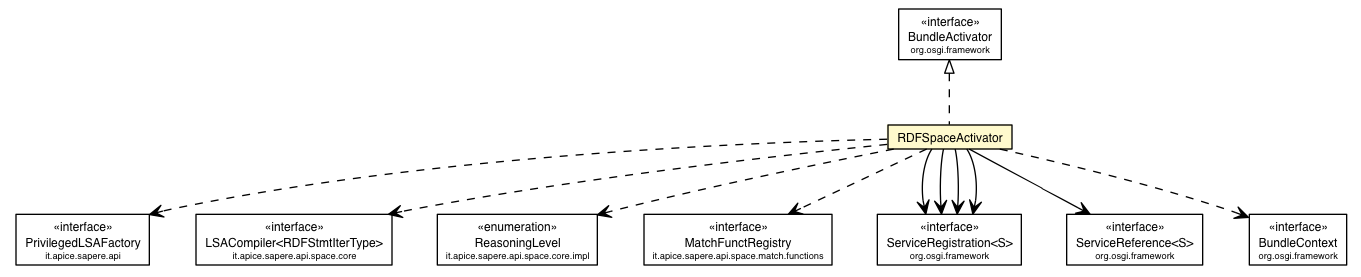 «interface»
BundleActivator
org.osgi.framework
RDFSpaceActivator
«interface»
PrivilegedLSAFactory
it.apice.sapere.api
«interface»
LSACompiler<RDFStmtIterType>
it.apice.sapere.api.space.core
«enumeration»
ReasoningLevel
it.apice.sapere.api.space.core.impl
«interface»
MatchFunctRegistry
it.apice.sapere.api.space.match.functions
«interface»
ServiceRegistration<S>
org.osgi.framework
«interface»
ServiceReference<S>
org.osgi.framework
«interface»
BundleContext
org.osgi.framework